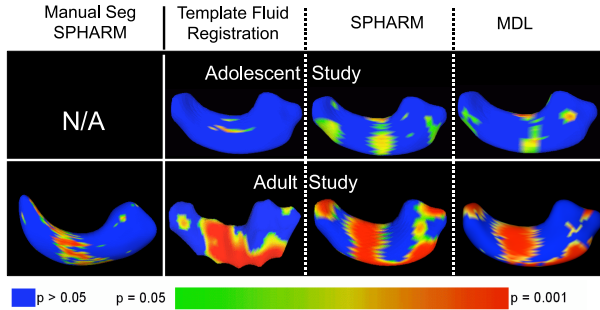 Manual Seg
SPHARM
Template Fluid
Registration
SPHARM
MDL
Adolescent Study
N/A
Adult Study
p > 0.05
p = 0.05
p = 0.001